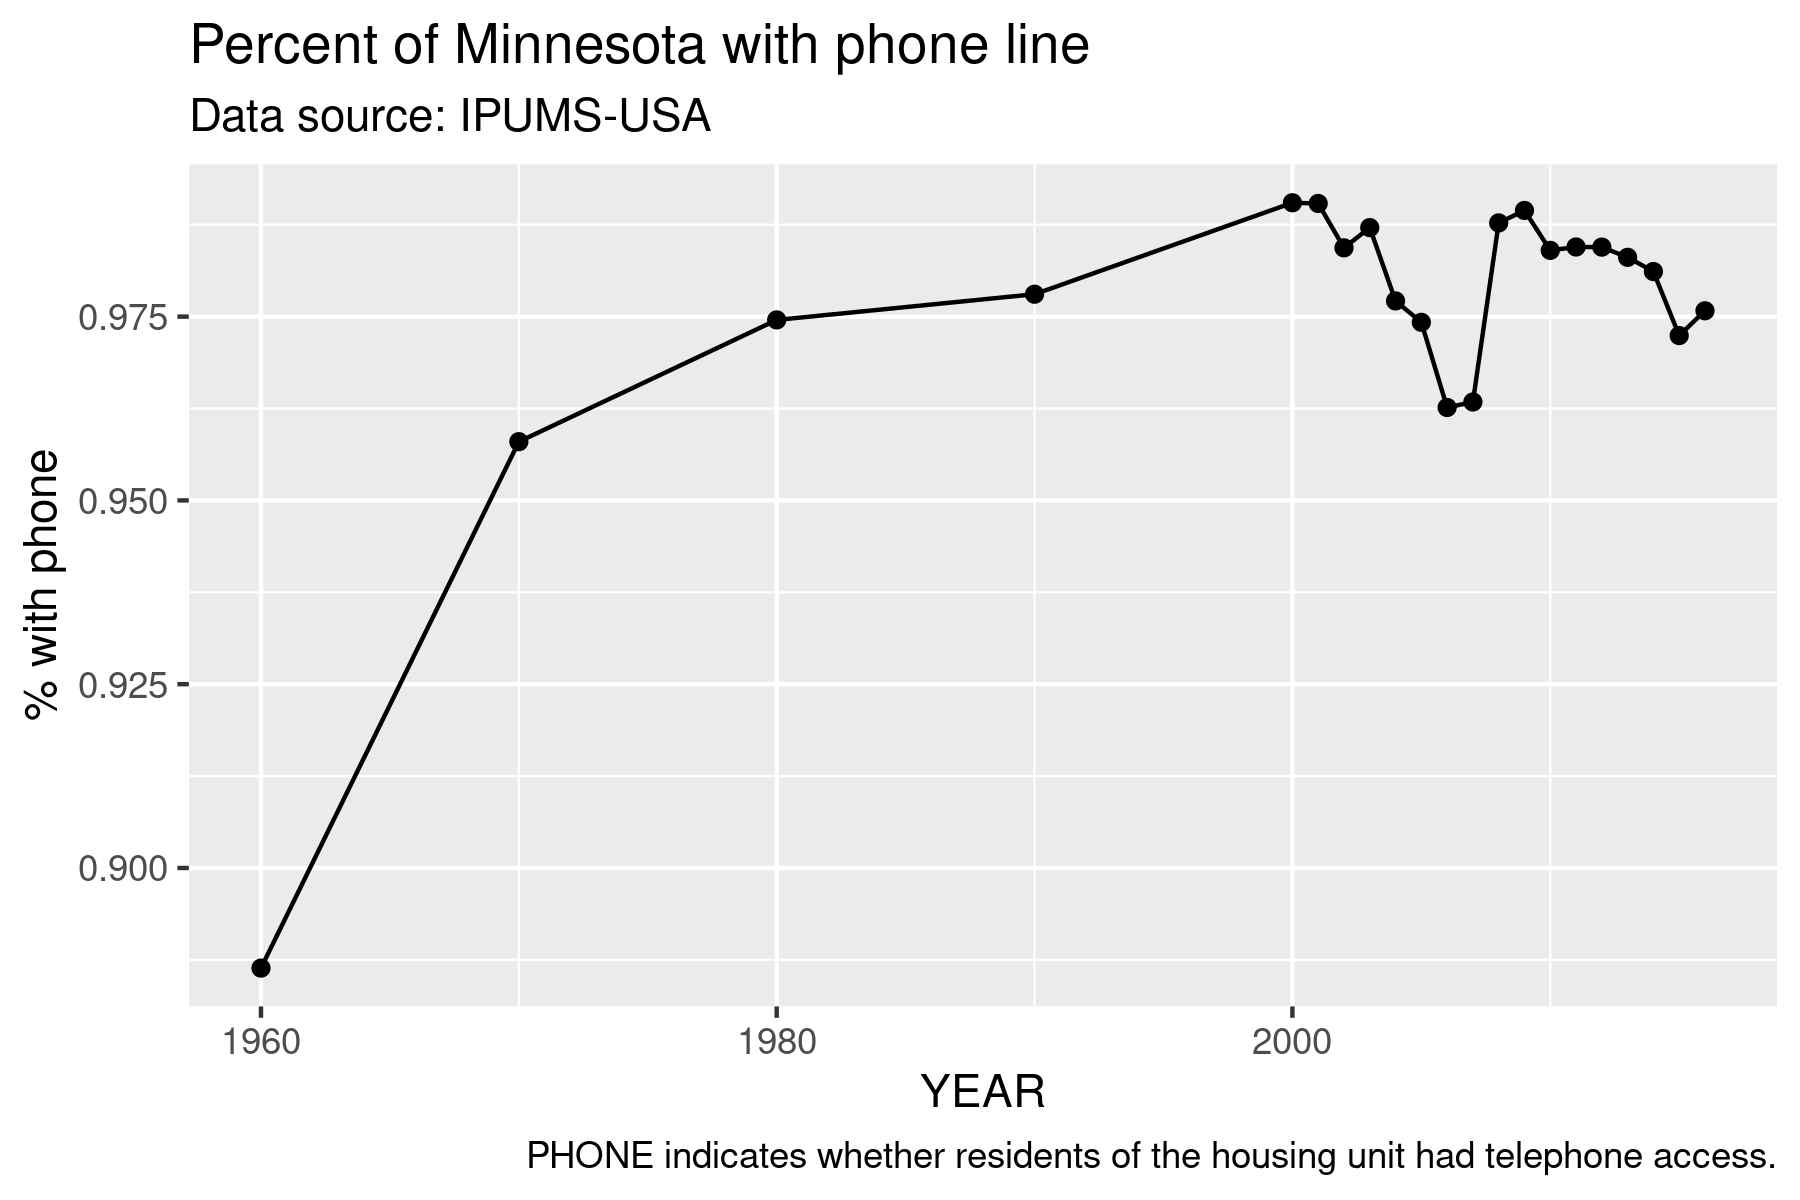 Percent of Minnesota with phone line
Data source: IPUMS-USA
% with phone
0.975
0.950
0.925
0.900
1960 1980 2000
YEAR
PHONE indicates whether residents of the housing unit had telephone access.